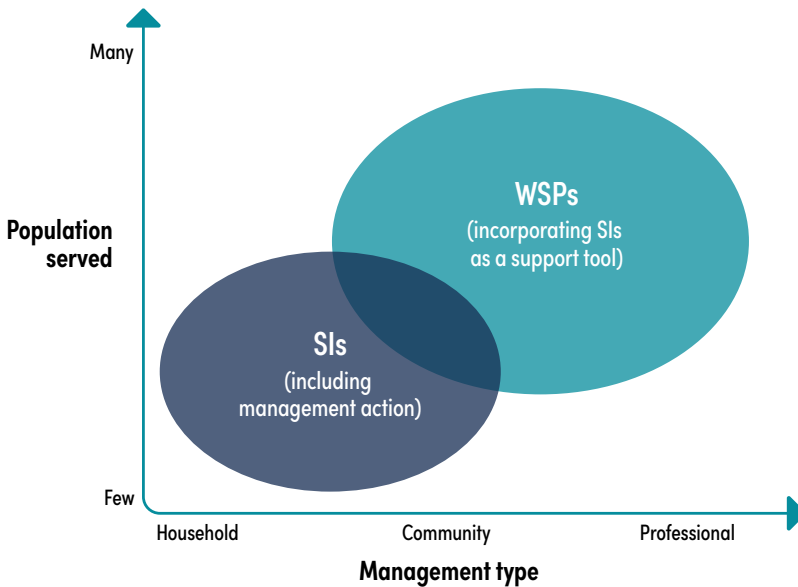 Many
WSPs
(incorporating SIs
as a support tool)
Population
served
SIs
(including
management action)
Few
Household
Community
Professional
Management type